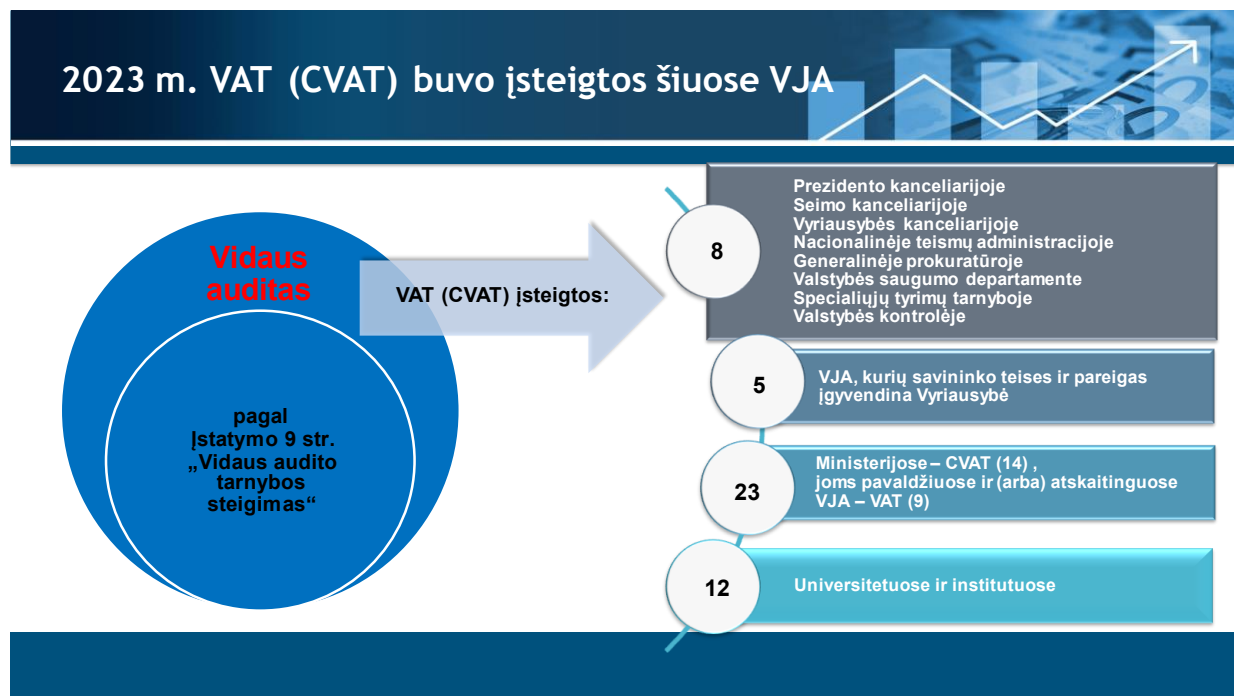 2023 m. VAT (CVAT) buvo įsteigtos šiuose VJA
Vidaus
auditas
pagal
Įstatymo 9 str.
„Vidaus audito
tarnybos
steigimas“
VAT (CVAT) įsteigtos:
8
Prezidento kanceliarijoje
Seimo kanceliarijoje
Vyriausybės kanceliarijoje
Nacionalinėje teismų administracijoje
Generalinėje prokuratūroje
Valstybės saugumo departamente
Specialiųjų tyrimų tarnyboje
Valstybės kontrolėje
5
VJA, kurių savininko teises ir pareigas
įgyvendina Vyriausybė
23
Ministerijose – CVAT (14) ,
joms pavaldžiuose ir (arba) atskaitinguose
VJA – VAT (9)
12
Universitetuose ir institutuose